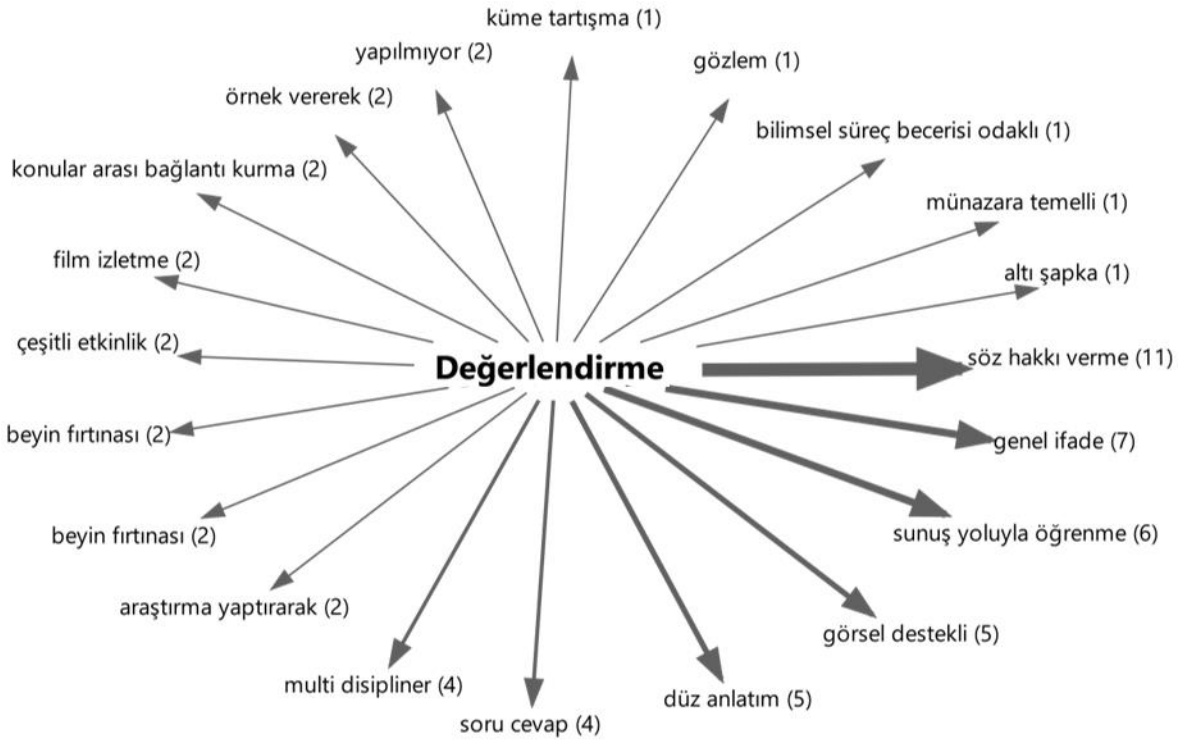 küme tartışma (1)
yapılmıyor (2)
gözlem (1)
örnek vererek (2)
bilimsel süreç becerisi odaklı (1)
konular arası bağlantı kurma (2)
münazara temelli (1)
film izletme (2)
altı şapka (1)
çeşitli etkinlik (2)
Değerlendirme
söz hakkı verme (11)
beyin fırtınası (2)
genel ifade (7)
beyin fırtınası (2)
sunuş yoluyla öğrenme (6)
araştırma yaptırarak (2)
görsel destekli (5)
multi disipliner (4)
düz anlatım (5)
soru cevap (4)